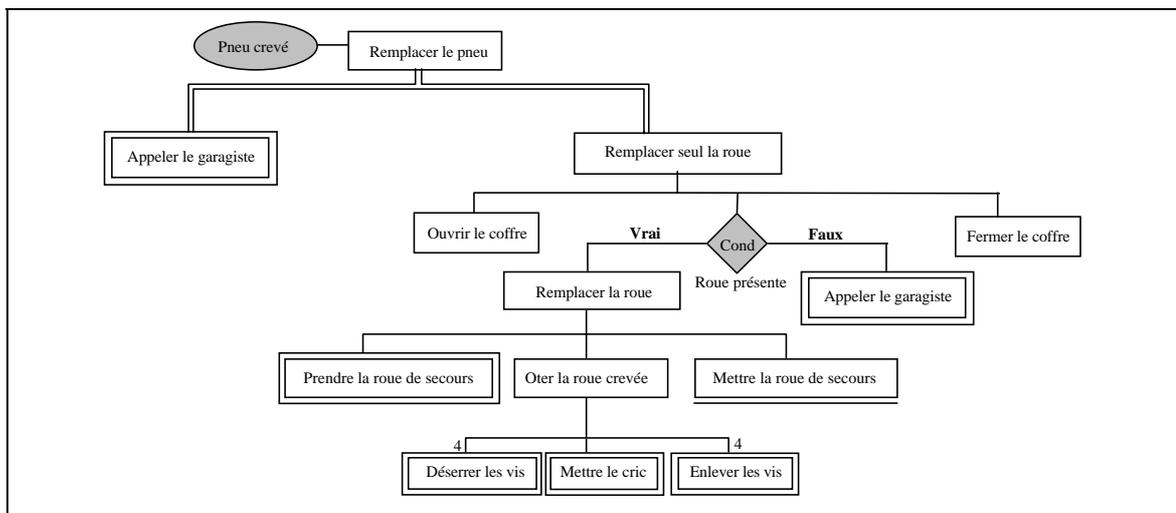 Pneu crevé
Remplacer le pneu
Appeler le garagiste
Remplacer seul la roue
Ouvrir le coffre
Vrai
Cond
Faux
Fermer le coffre
Roue présente
Remplacer la roue
Appeler le garagiste
Prendre la roue de secours
Oter la roue crevée
Mettre la roue de secours
4
4
Déserrer les vis
Mettre le cric
Enlever les vis